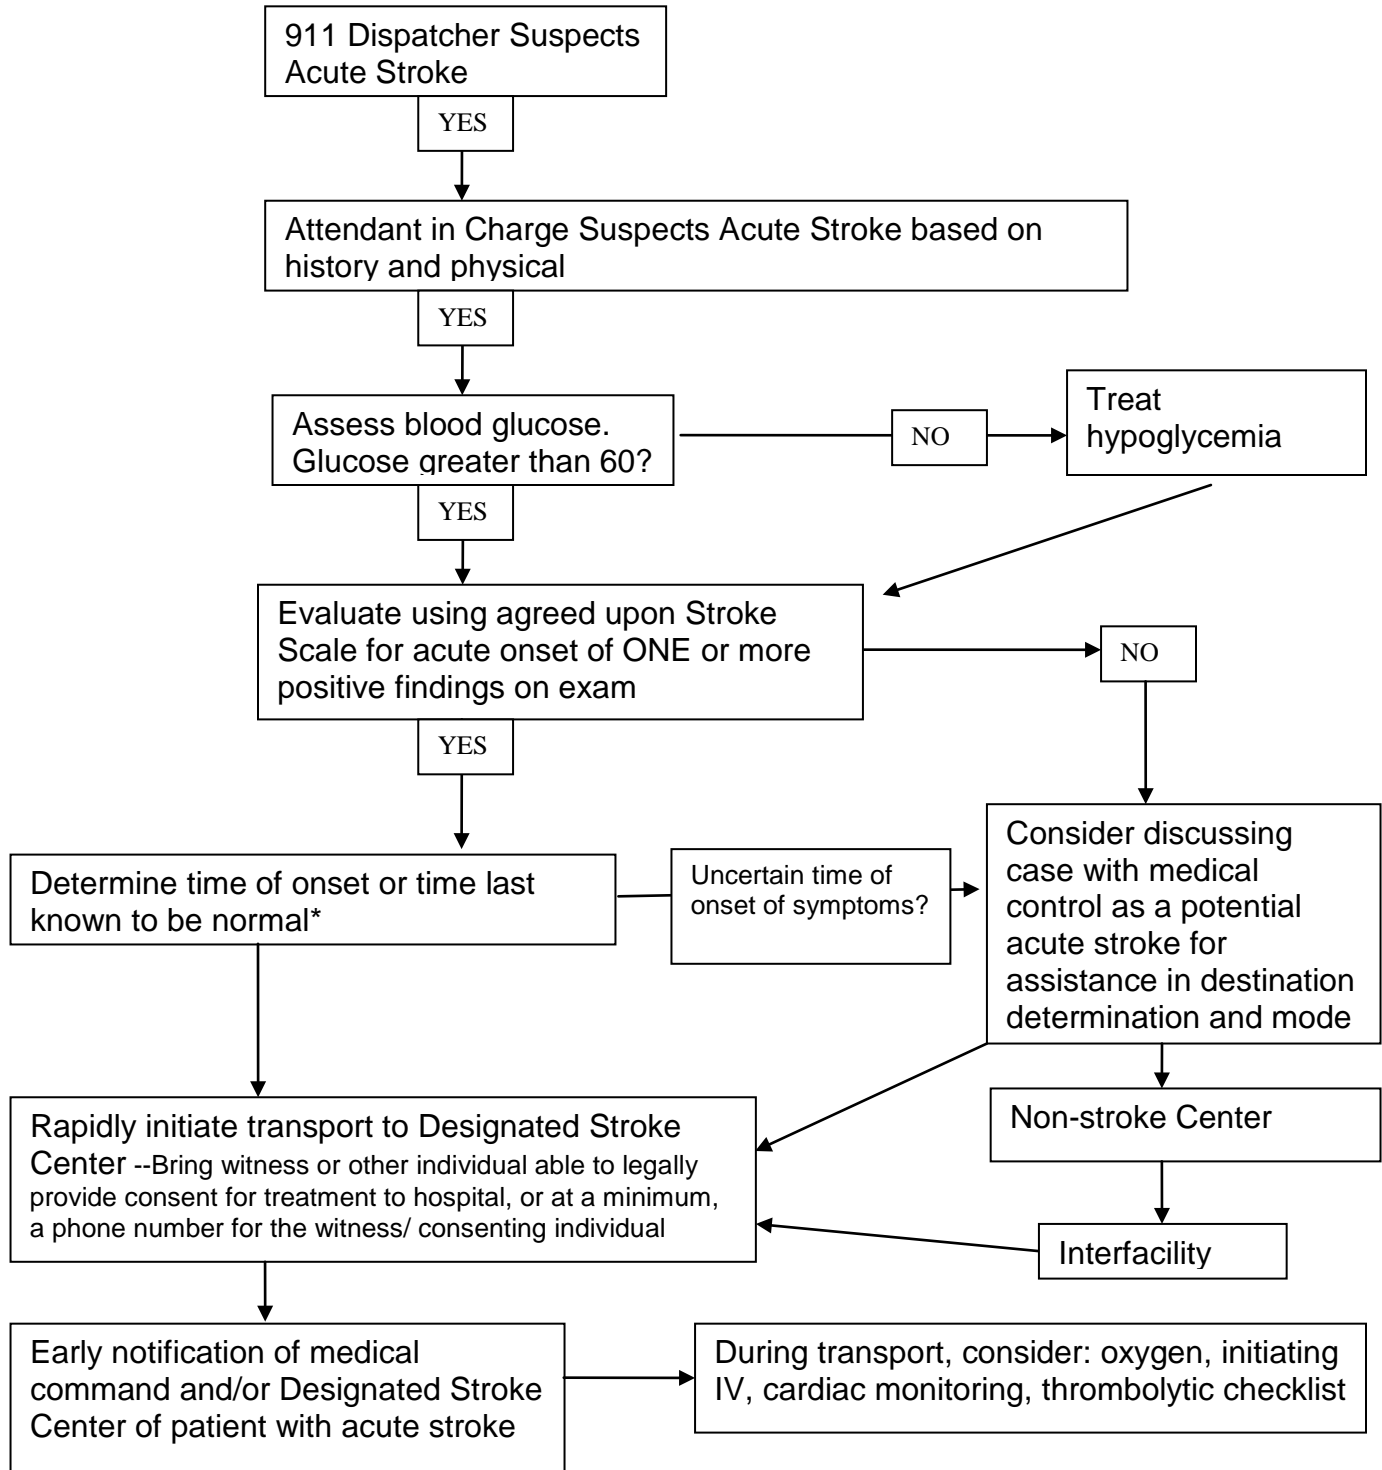 911 Dispatcher Suspects
Acute Stroke
YES
Attendant in Charge Suspects Acute Stroke based on
history and physical
YES
Assess blood glucose.
Glucose greater than 60?
NO
Treat
hypoglycemia
YES
Evaluate using agreed upon Stroke
Scale for acute onset of ONE or more
positive findings on exam
NO
YES
Determine time of onset or time last
known to be normal*
Uncertain time of
onset of symptoms?
Consider discussing
case with medical
control as a potential
acute stroke for
assistance in destination
determination and mode
Rapidly initiate transport to Designated Stroke
Center --Bring witness or other individual able to legally
provide consent for treatment to hospital, or at a minimum,
a phone number for the witness/ consenting individual
Non-stroke Center
Interfacility
Early notification of medical
command and/or Designated Stroke
Center of patient with acute stroke
During transport, consider: oxygen, initiating
IV, cardiac monitoring, thrombolytic checklist